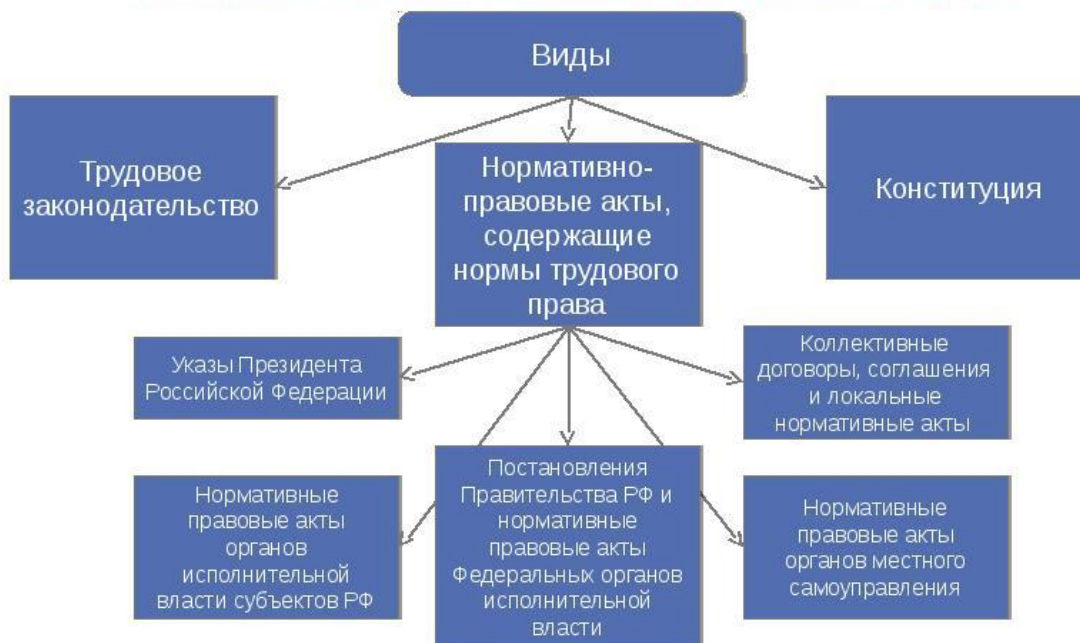 Виды
Трудовое
законодательство
Нормативно-
правовые акты,
содержащие
нормы трудового
права
Конституция
Указы Президента
Российской Федерации
Коллективные
договоры, соглашения
и локальные
нормативные акты
Нормативные
правовые акты
органов
исполнительной
власти субъектов РФ
Постановления
Правительства РФ и
нормативные
правовые акты
Федеральных органов
исполнительной
власти
Нормативные
правовые акты
органов местного
самоуправления